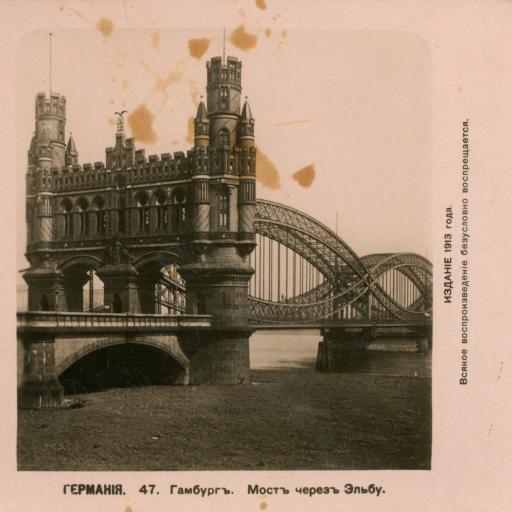 ГЕРМАНІЯ. 47. Гамбургъ. Мостъ черезъ Эльбу.
ИЗДАНІЕ 1913 года.
Всякое воспроизведеніе безусловно воспрещается.